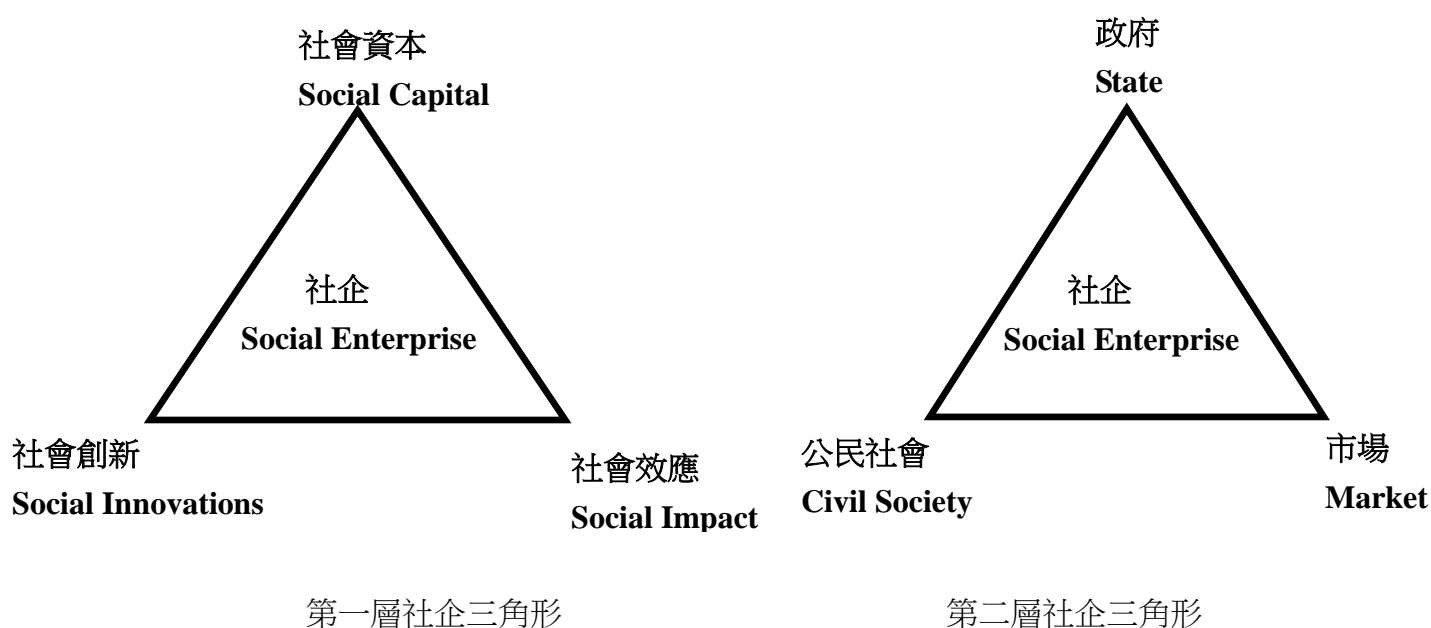 社會資本
Social Capital
社企
Social Enterprise
社會創新
Social Innovations
社會效應
Social Impact
第一層社企三角形
政府
State
社企
Social Enterprise
公民社會
Civil Society
市場
Market
第二層社企三角形